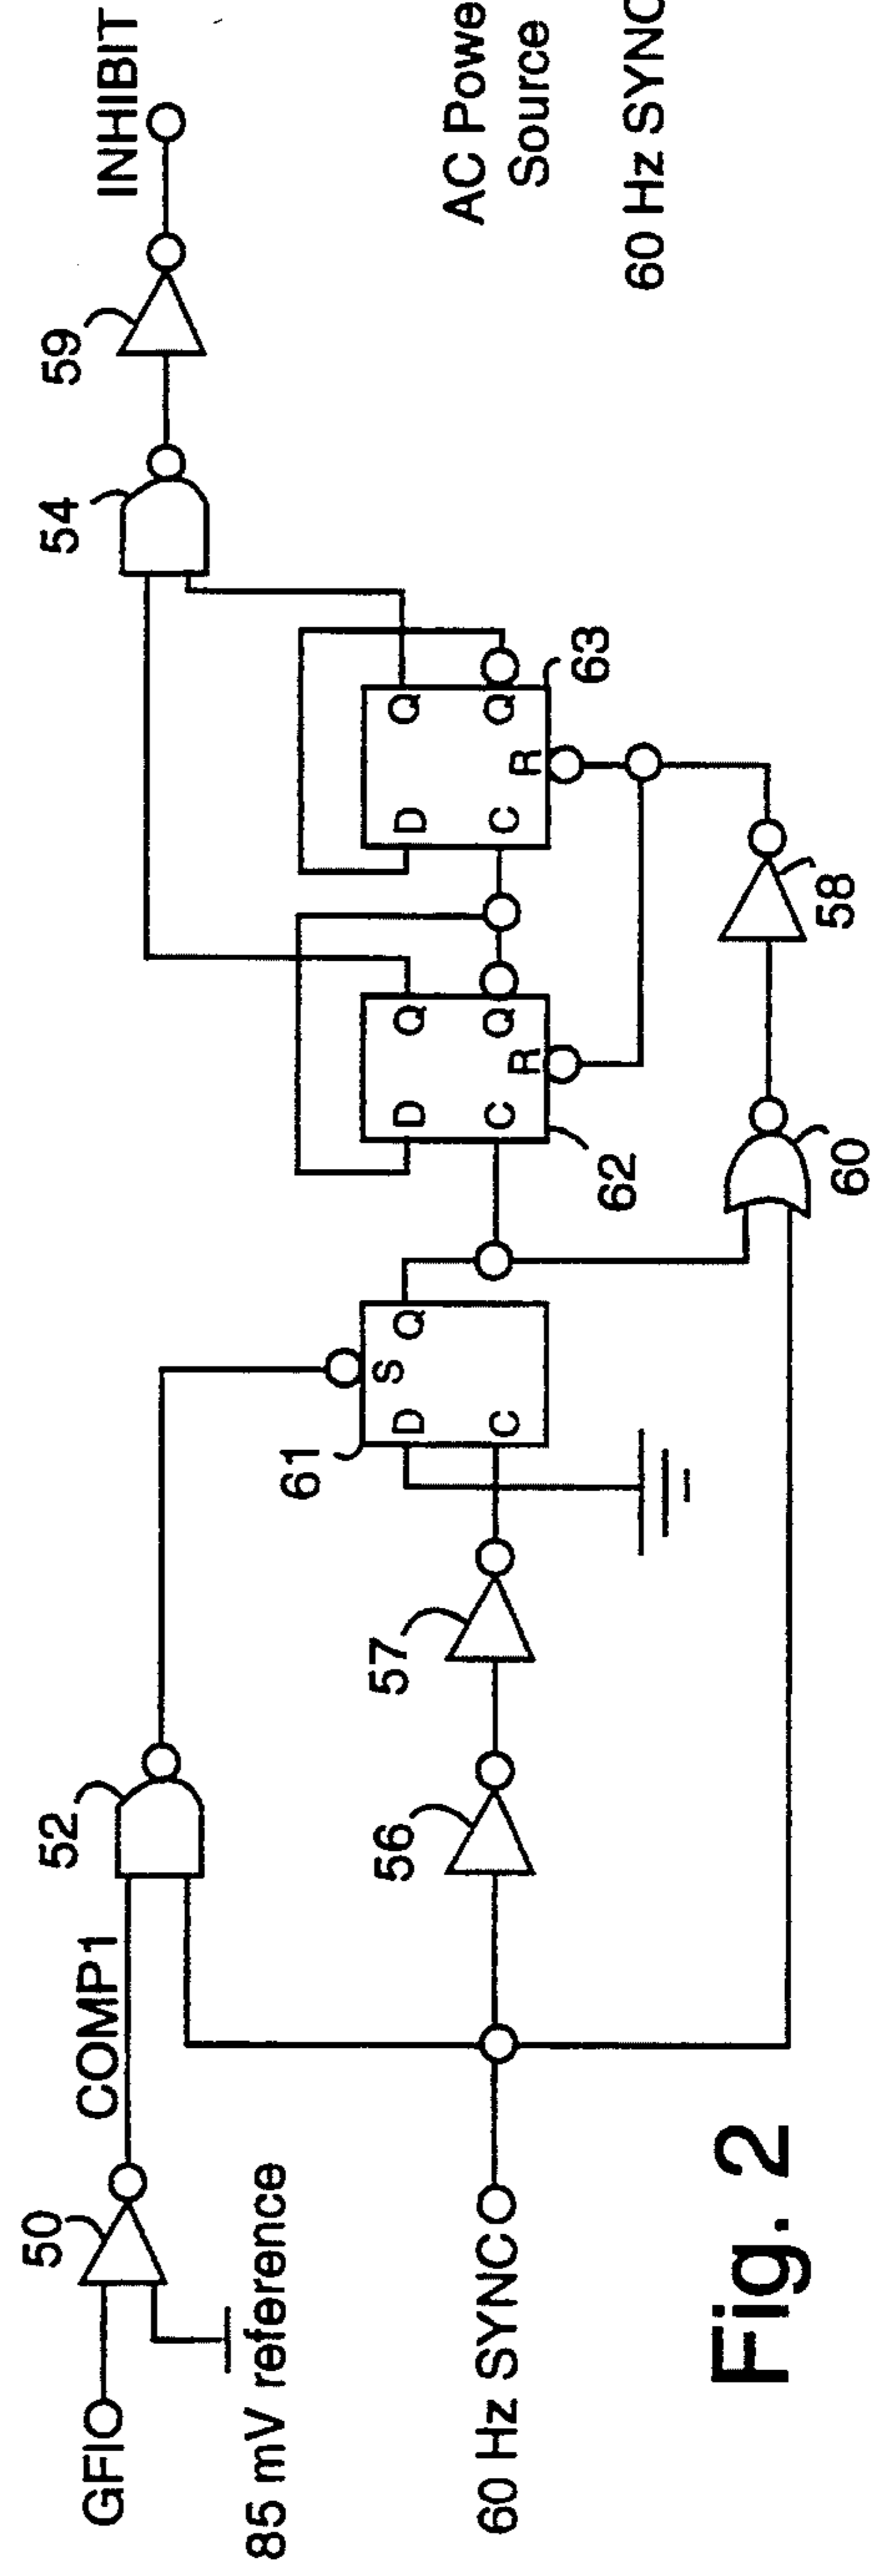 GFI
50
COMP1
85 mV reference
52
54
59
INHIBIT
60 Hz SYNC
56
57
61
S
D
Q
C
D
Q
C
Q
R
62
D
Q
C
Q
R
63
58
60
AC Powe
Source
60 Hz SYNC
Fig. 2